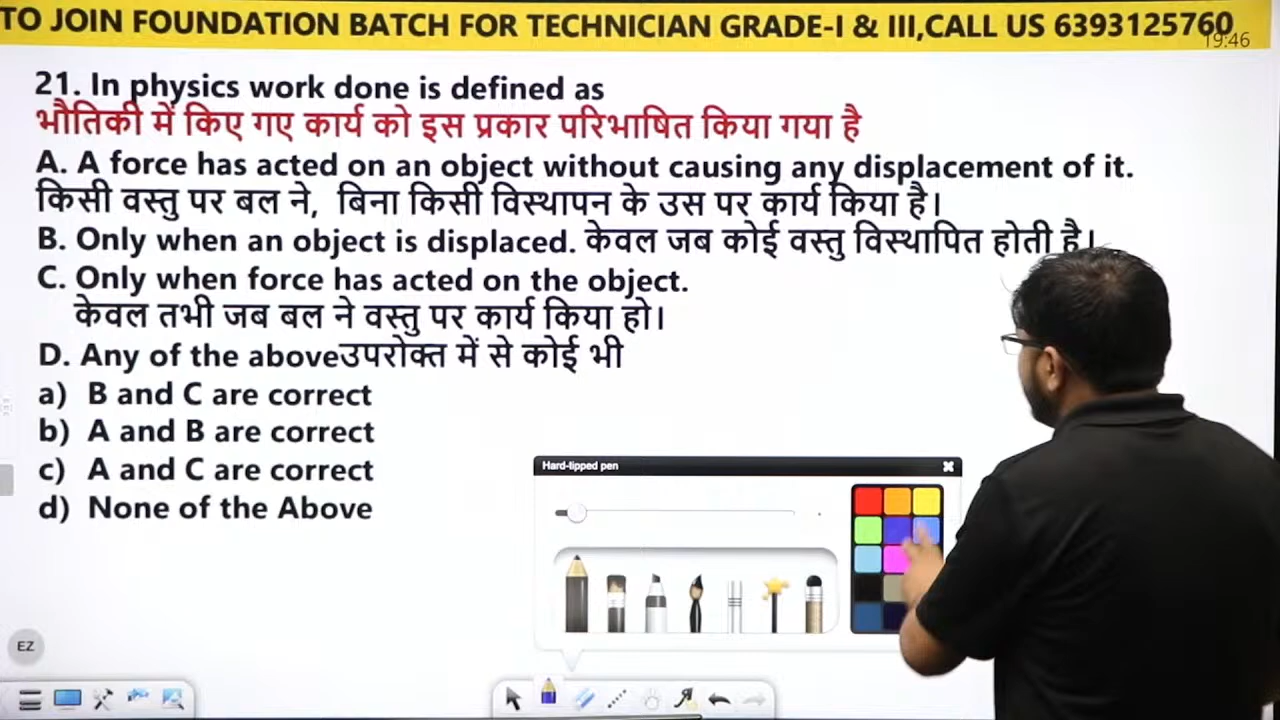 TO JOIN FOUNDATION BATCH FOR TECHNICIAN GRADE-I & III,CALL US 6393125760
19:46
21. In physics work done is defined as
भौतिकी में किए गए कार्य को इस प्रकार परिभाषित किया गया है
A. A force has acted on an object without causing any displacement of it.
किसी वस्तु पर बल ने, बिना किसी विस्थापन के उस पर कार्य किया है।
B. Only when an object is displaced. केवल जब कोई वस्तु विस्थापित होती है।
C. Only when force has acted on the object.
केवल तभी जब बल ने वस्तु पर कार्य किया हो।
D. Any of the aboveउपरोक्त में से कोई भी
a) B and C are correct
b) A and B are correct
c) A and C are correct
d) None of the Above
Hard-lipped pen
EZ